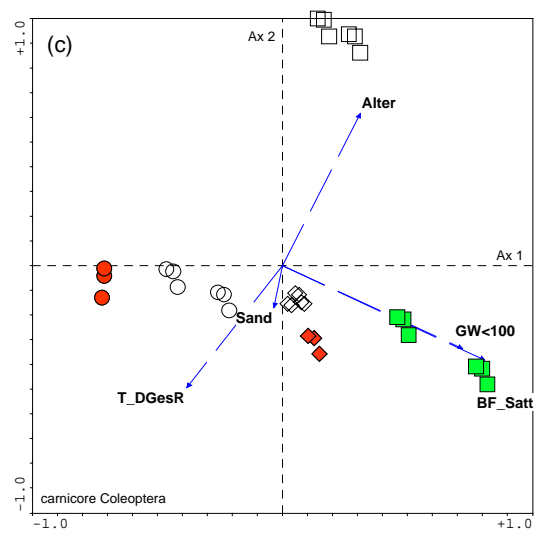 +1.0
(c)
Ax 2
Alter
Ax 1
Sand
GW<100
T_DGesR
BF_Satt
carnicore Coleoptera
-1.0
-1.0
+1.0